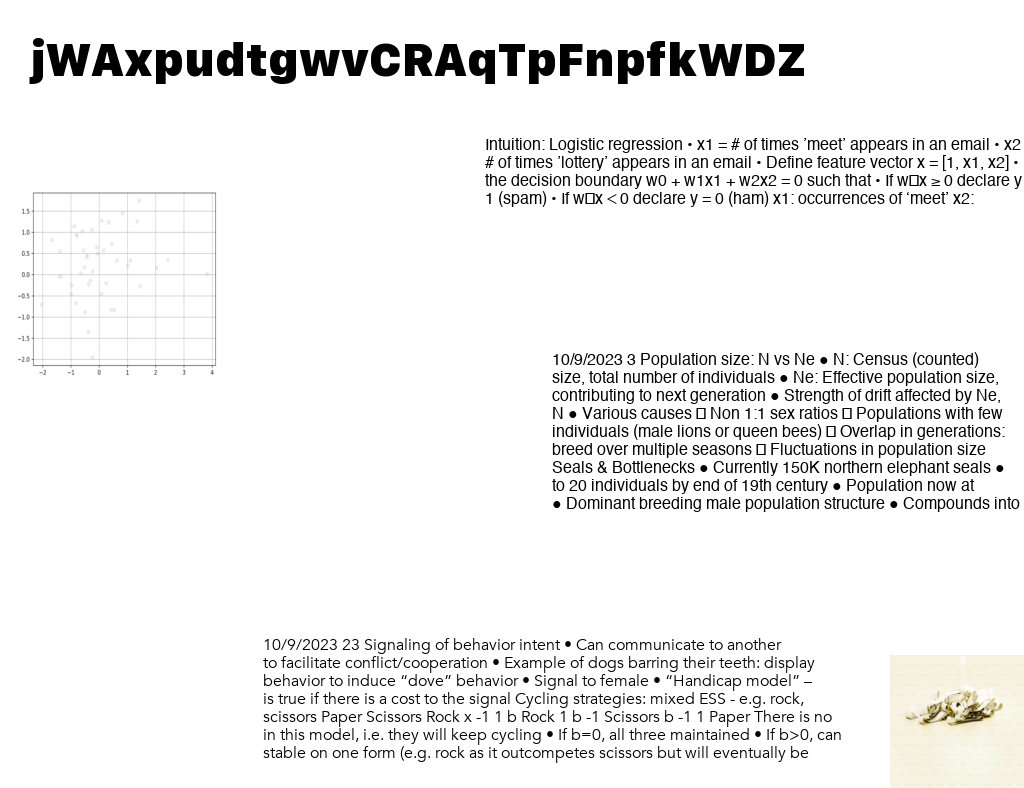 jWAxpudtgwvCRAqTpFnpfkWDZ
Intuition: Logistic regression • x1 = # of times ’meet’ appears in an email • x2
# of times ’lottery’ appears in an email • Define feature vector x = [1, x1, x2] •
the decision boundary w0 + w1x1 + w2x2 = 0 such that • If w□x ≥ 0 declare y
1 (spam) • If w□x < 0 declare y = 0 (ham) x1: occurrences of ‘meet’ x2:
1.5
1.0
0.5
0.0
−0.5
−1.0
−1.5
−2.0
−2 −1 0 1 2 3 4
10/9/2023 3 Population size: N vs Ne ● N: Census (counted)
size, total number of individuals ● Ne: Effective population size,
contributing to next generation ● Strength of drift affected by Ne,
N ● Various causes □ Non 1:1 sex ratios □ Populations with few
individuals (male lions or queen bees) □ Overlap in generations:
breed over multiple seasons □ Fluctuations in population size
Seals & Bottlenecks ● Currently 150K northern elephant seals ●
to 20 individuals by end of 19th century ● Population now at
● Dominant breeding male population structure ● Compounds into
10/9/2023 23 Signaling of behavior intent • Can communicate to another
to facilitate conflict/cooperation • Example of dogs barring their teeth: display
behavior to induce “dove” behavior • Signal to female • “Handicap model” –
is true if there is a cost to the signal Cycling strategies: mixed ESS - e.g. rock,
scissors Paper Scissors Rock x -1 1 b Rock 1 b -1 Scissors b -1 1 Paper There is no
in this model, i.e. they will keep cycling • If b=0, all three maintained • If b>0, can
stable on one form (e.g. rock as it outcompetes scissors but will eventually be